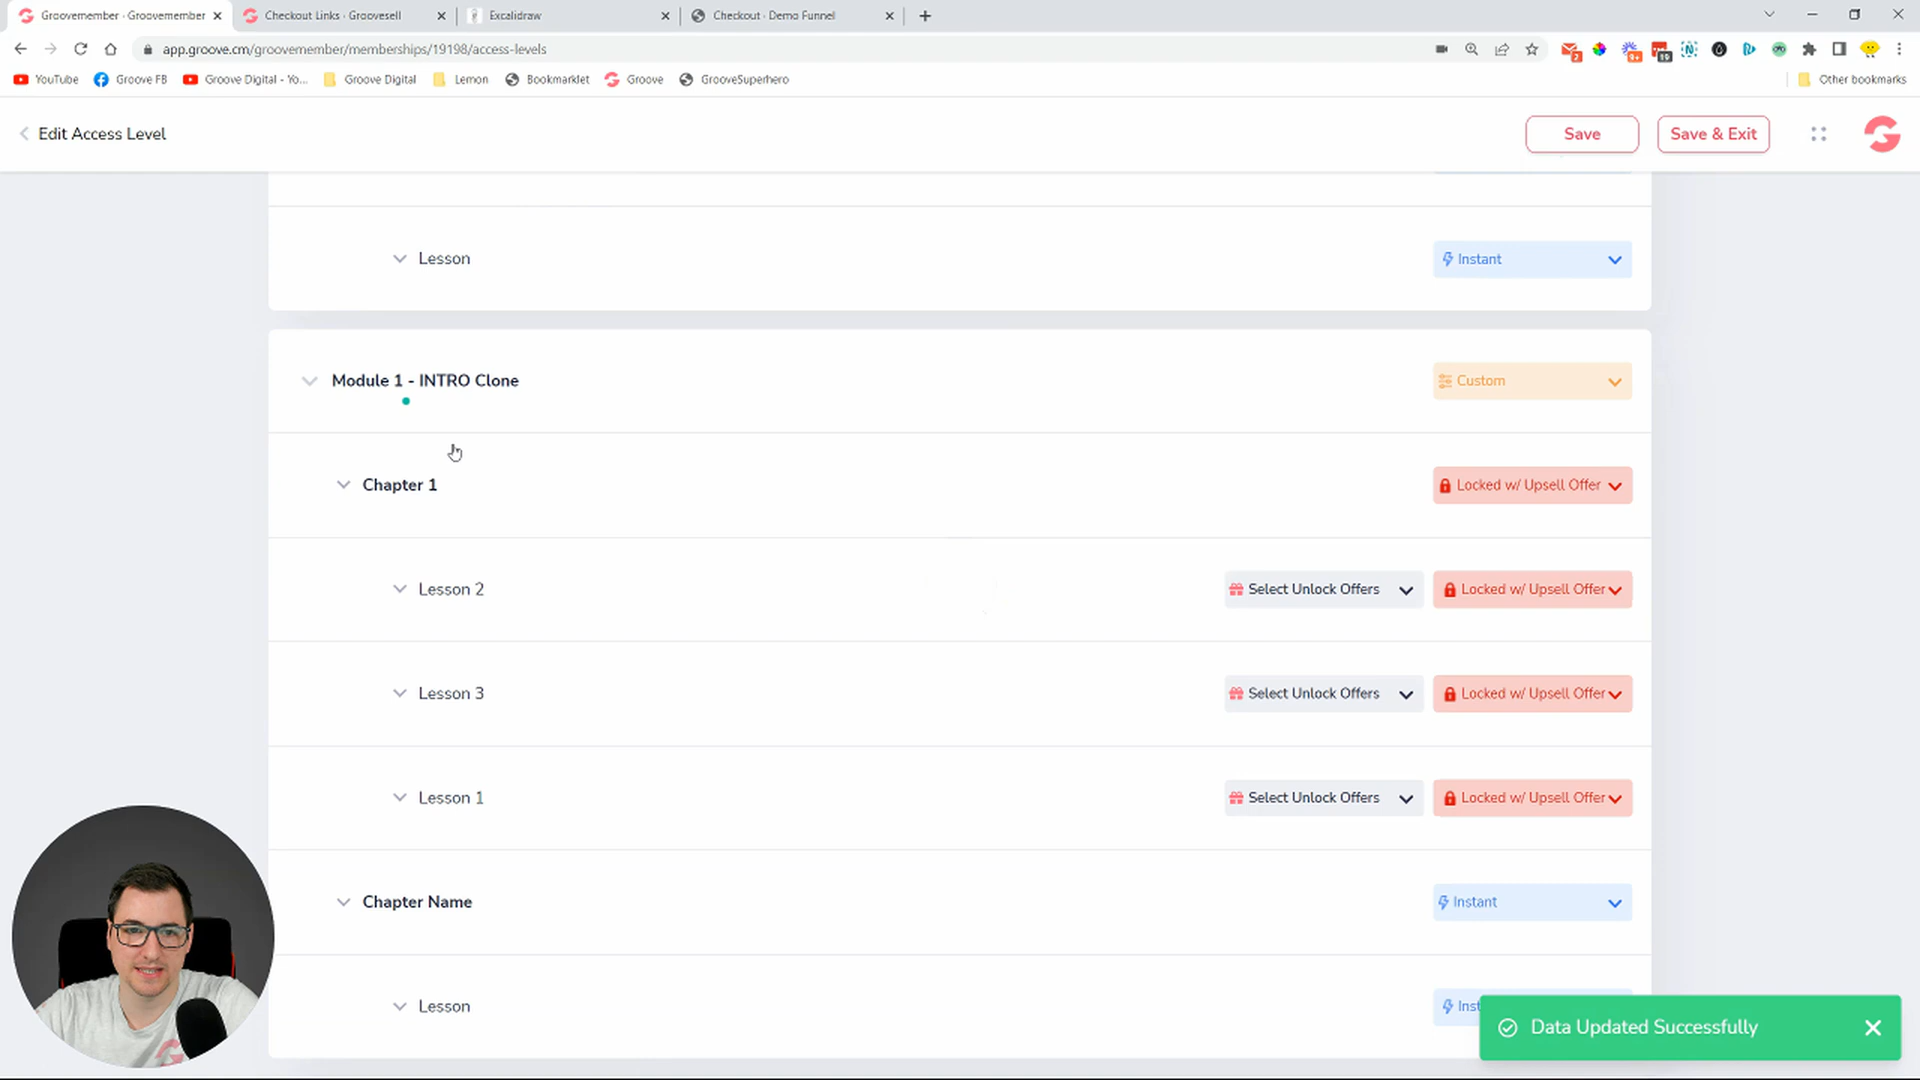 Groovemember · Groovemember
Checkout Links · Groovesell
Excalidraw
Checkout · Demo Funnel
app.groove.cm/groovemember/memberships/19198/access-levels
YouTube
Groove FB
Groove Digital - Yo...
Groove Digital
Lemon
Bookmarklet
Groove
GrooveSuperhero
Other bookmarks
Edit Access Level
Save
Save & Exit
Lesson
Instant
Module 1 - INTRO Clone
Custom
Chapter 1
Locked w/ Upsell Offer
Lesson 2
Select Unlock Offers
Locked w/ Upsell Offer
Lesson 3
Select Unlock Offers
Locked w/ Upsell Offer
Lesson 1
Select Unlock Offers
Locked w/ Upsell Offer
Chapter Name
Instant
Lesson
Inst
Data Updated Successfully